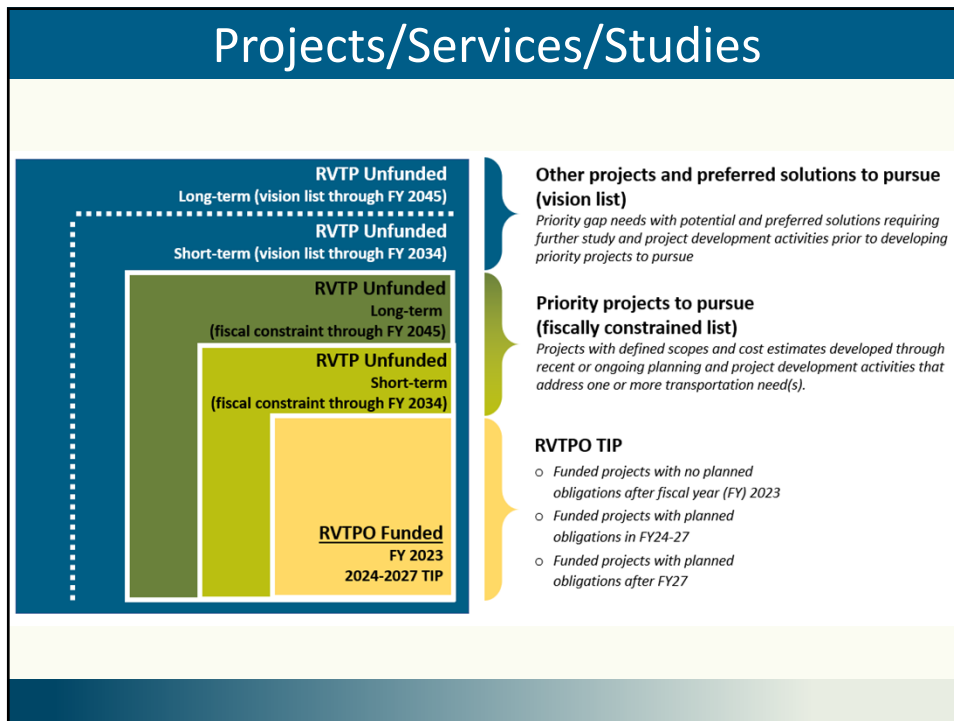 Projects/Services/Studies
RVTP Unfunded
Long-term (vision list through FY 2045)
RVTP Unfunded
Short-term (vision list through FY 2034)
RVTP Unfunded
Long-term
(fiscal constraint through FY 2045)
RVTP Unfunded
Short-term
(fiscal constraint through FY 2034)
RVTPO Funded
FY 2023
2024-2027 TIP
Other projects and preferred solutions to pursue
(vision list)
Priority gap needs with potential and preferred solutions requiring
further study and project development activities prior to developing
priority projects to pursue
Priority projects to pursue
(fiscally constrained list)
Projects with defined scopes and cost estimates developed through
recent or ongoing planning and project development activities that
address one or more transportation need(s).
RVTPO TIP
o Funded projects with no planned
obligations after fiscal year (FY) 2023
o Funded projects with planned
obligations in FY24-27
o Funded projects with planned
obligations after FY27